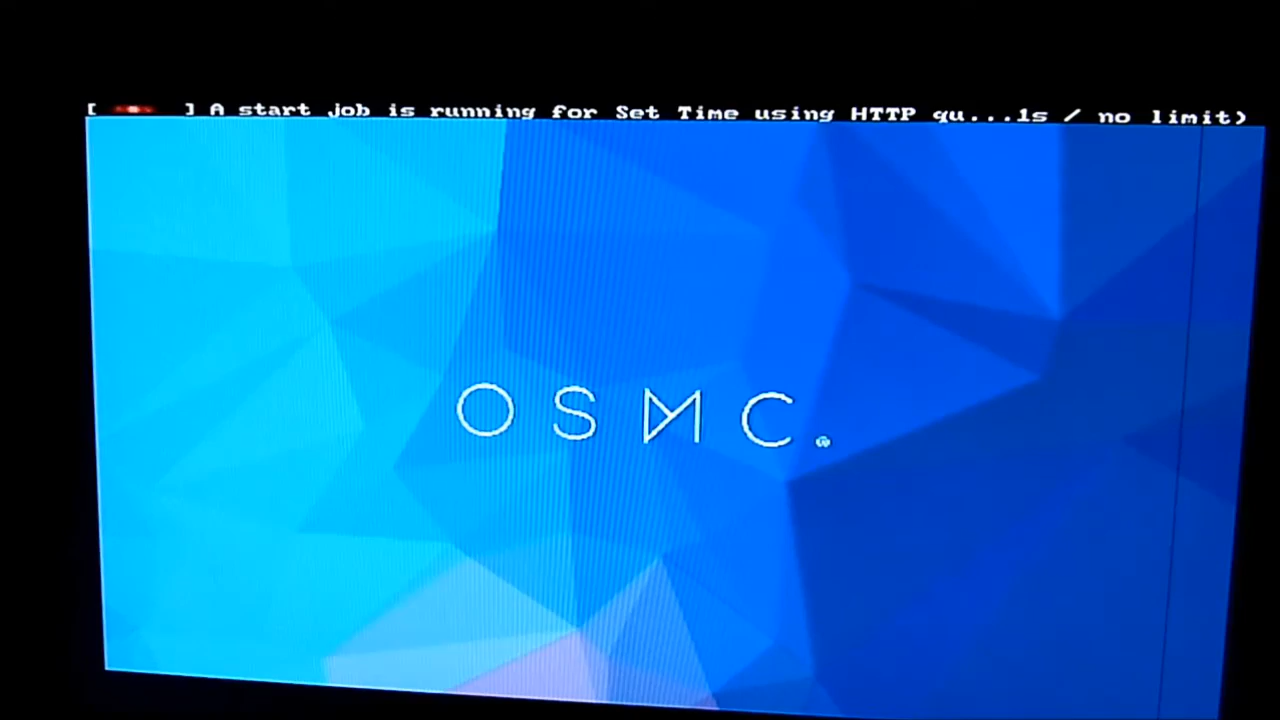 [ *** ] A start job is running for Set Time using HTTP qu...1s / no limit)
OSMC